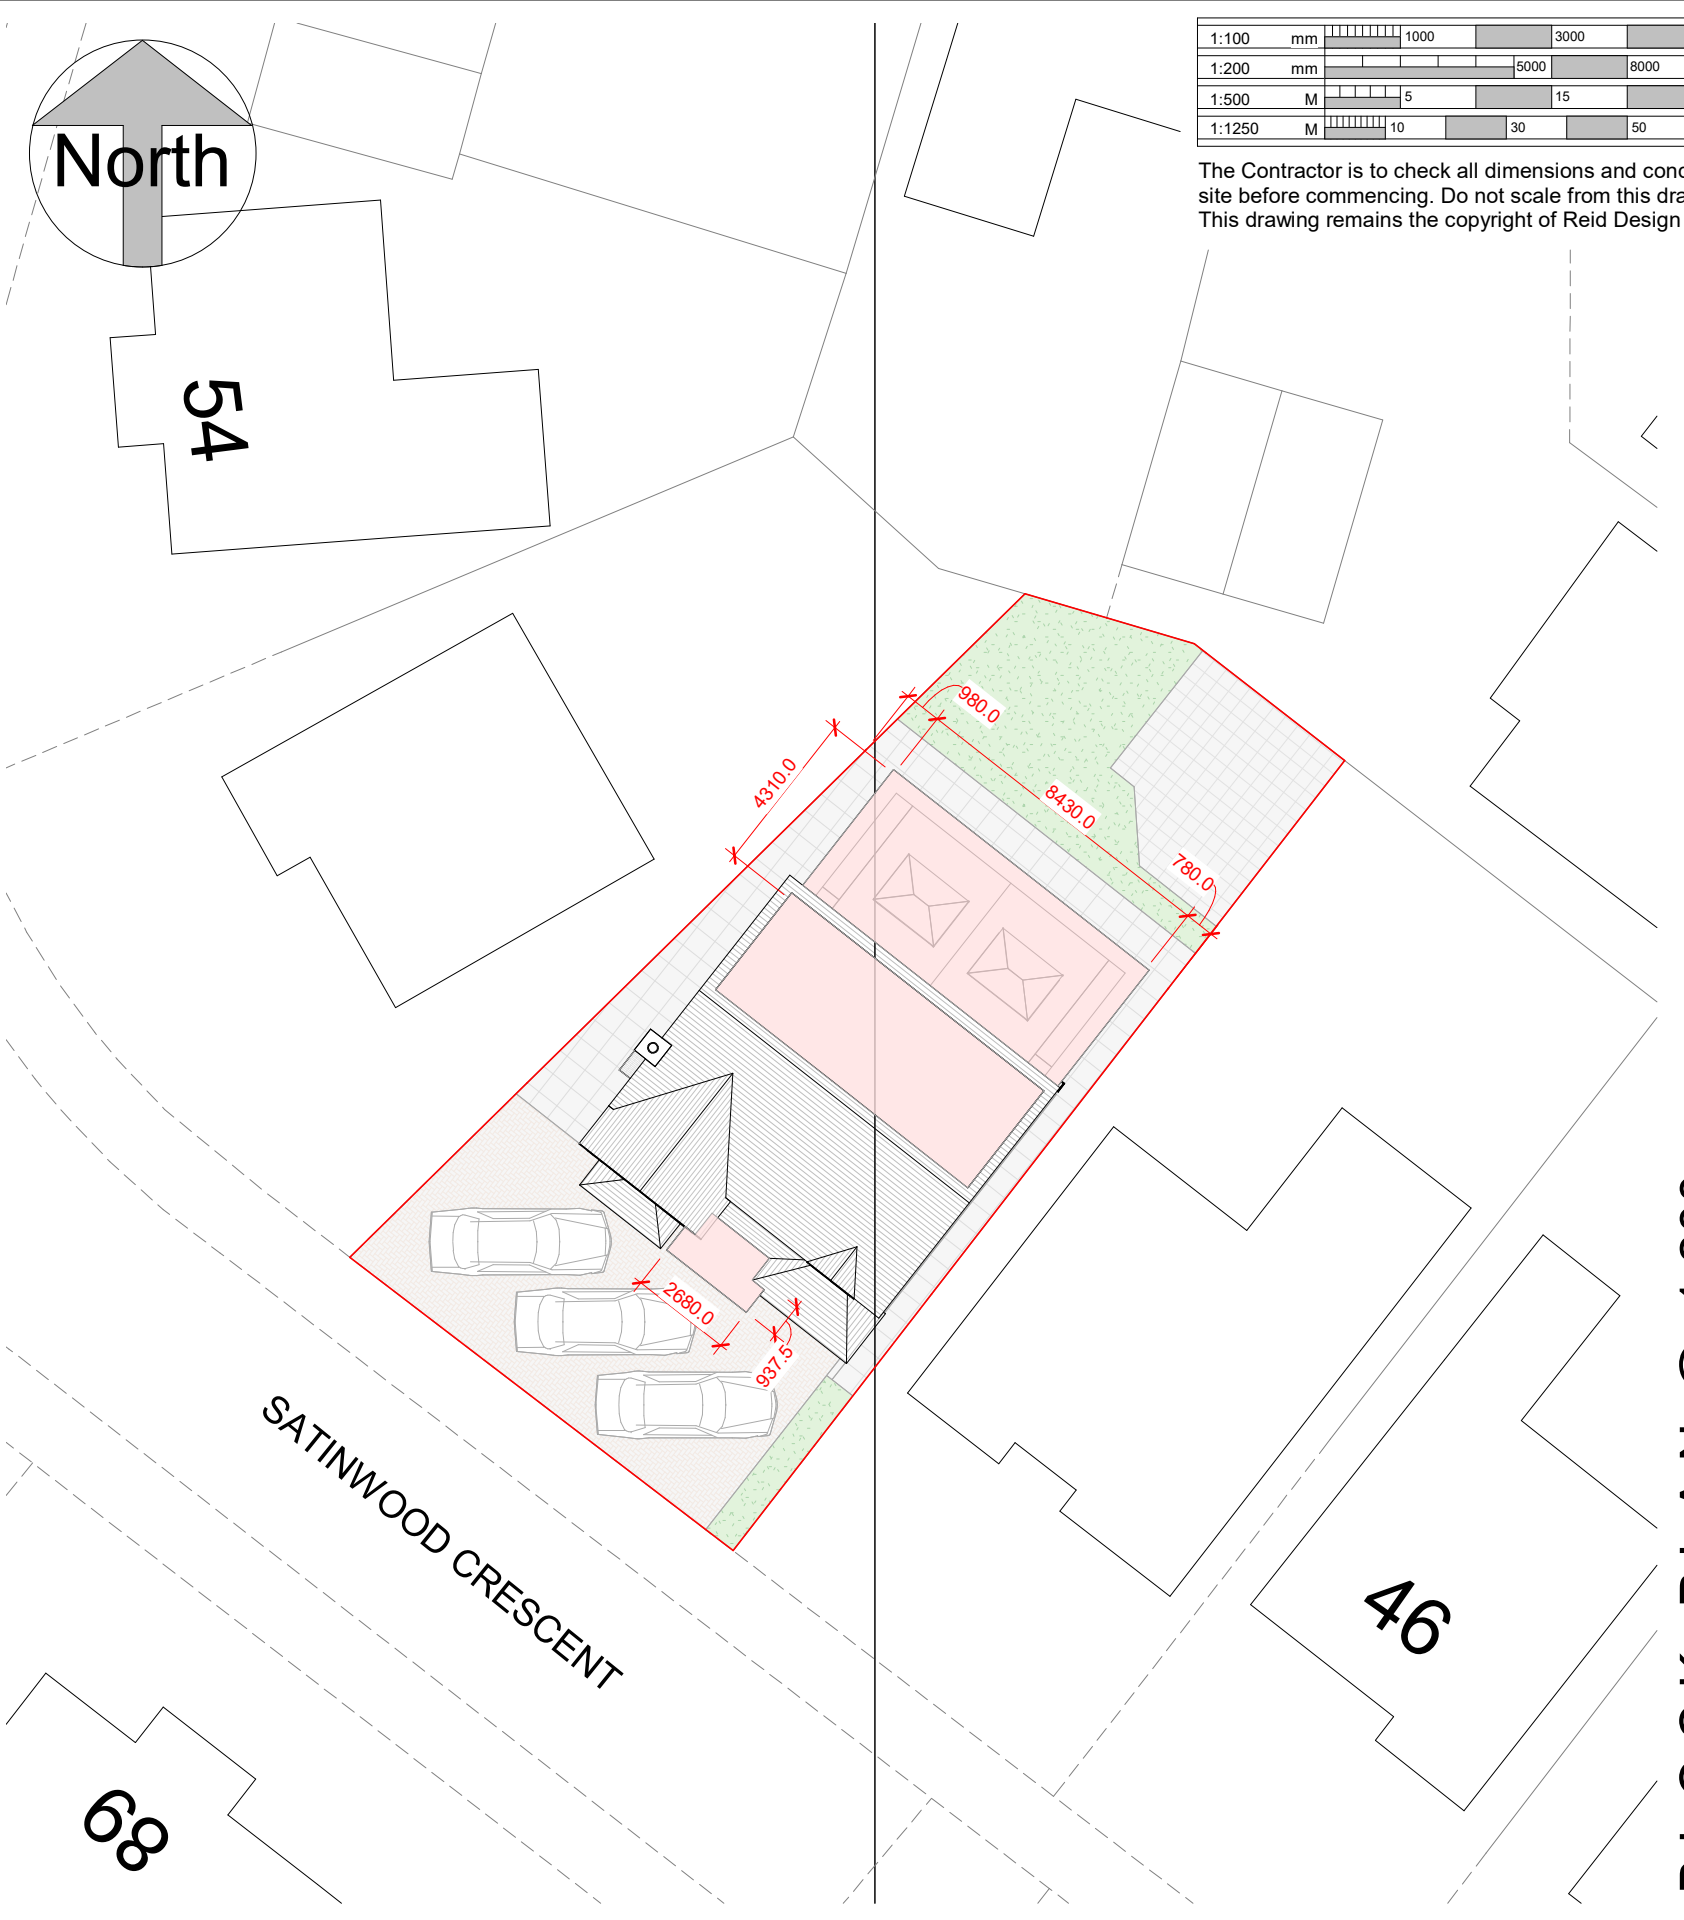 North
1:100 mm 1000 3000
1:200 mm 5000 8000
1:500 M 5 15
1:1250 M 10 30 50
The Contractor is to check all dimensions and
site before commencing. Do not scale from this
This drawing remains the copyright of Reid Design
54
980.0
4310.0
8430.0
780.0
2680.0
937.5
SATINWOOD CRESCENT
46
68